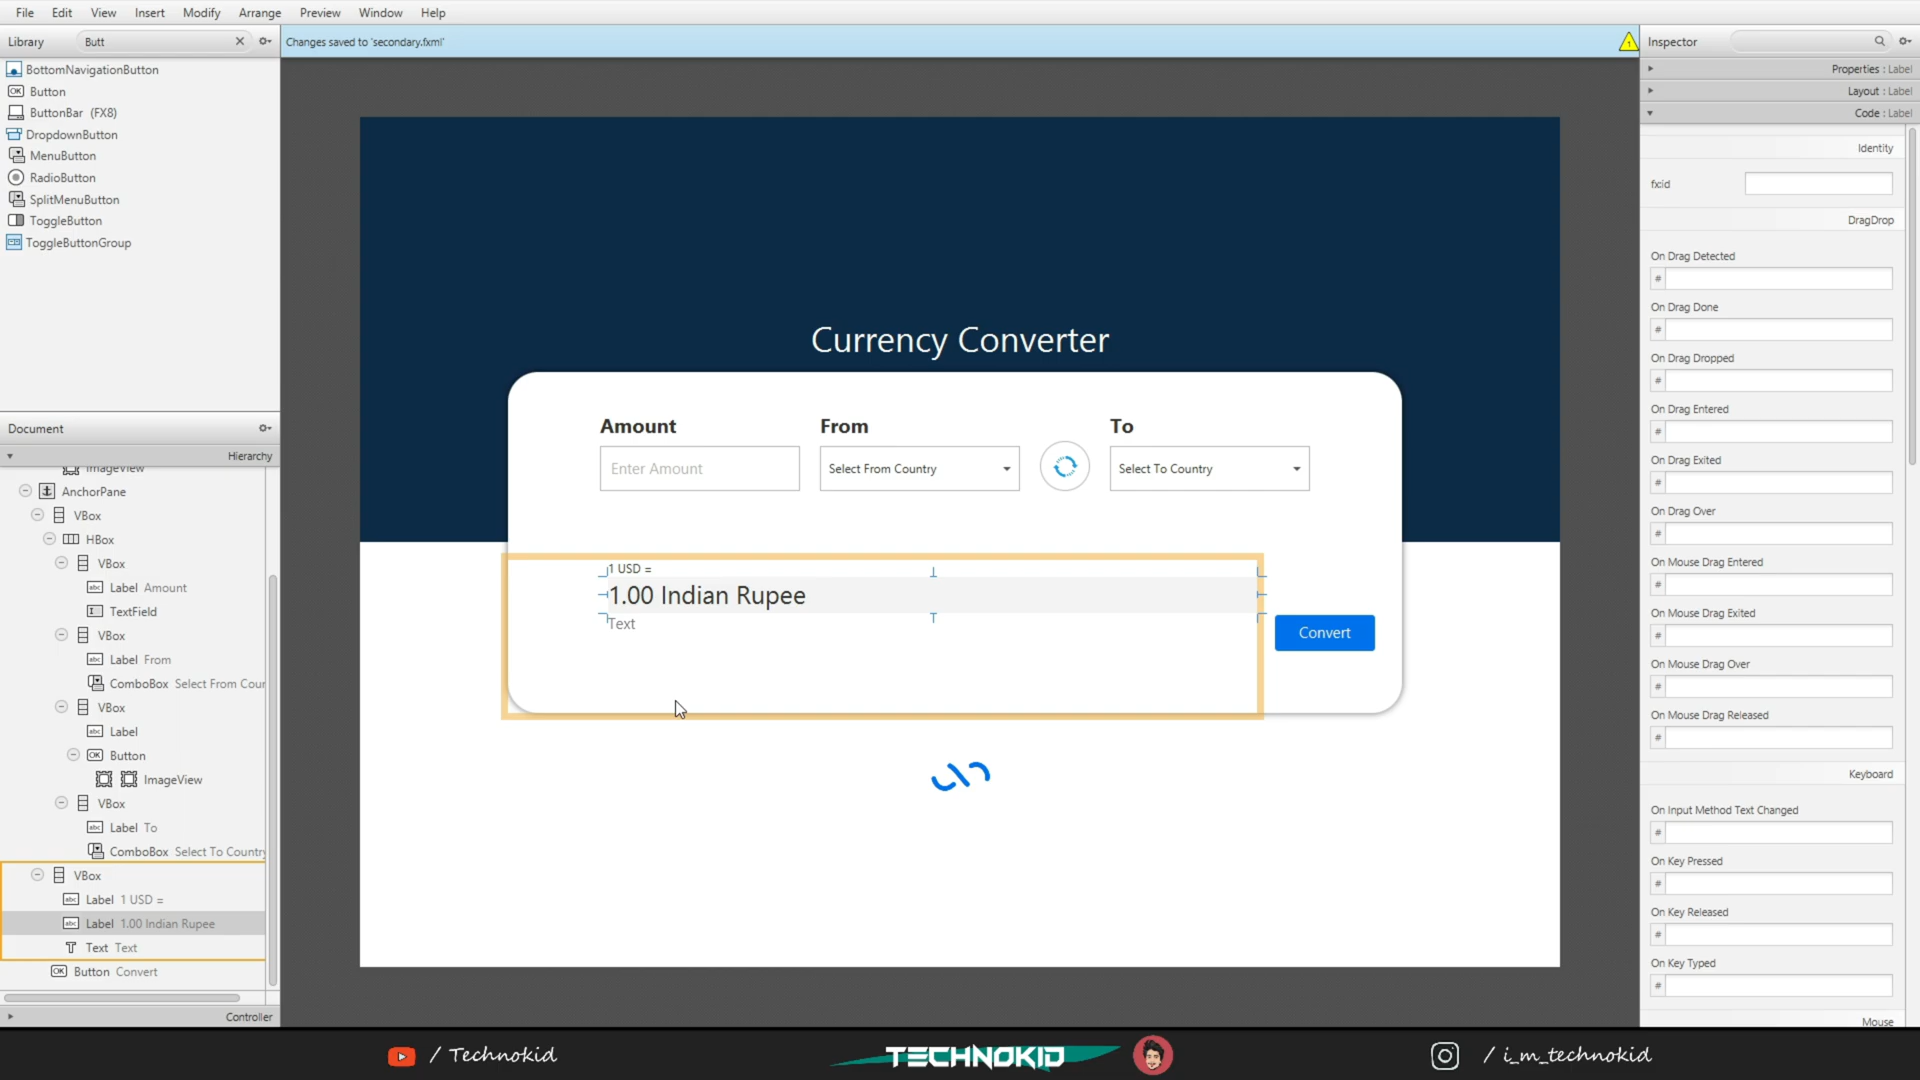 File Edit View Insert Modify Arrange Preview Window Help
Library Butt
Changes saved to 'secondary.fxml'
Inspector
BottomNavigationButton
Button
ButtonBar (FX8)
DropdownButton
MenuButton
RadioButton
SplitMenuButton
ToggleButton
ToggleButtonGroup
Document
Hierarchy
ImageView
AnchorPane
VBox
HBox
VBox
Label Amount
TextField
VBox
Label From
ComboBox Select From Cour
VBox
Label
Button
ImageView
VBox
Label To
ComboBox Select To Country
VBox
Label 1 USD =
Label 1.00 Indian Rupee
Text Text
Button Convert
Controller
Currency Converter
Amount From To
Enter Amount Select From Country Select To Country
1 USD =
1.00 Indian Rupee
Text
Convert
Properties : Label
Layout : Label
Code : Label
Identity
fx:id
DragDrop
On Drag Detected
#
On Drag Done
#
On Drag Dropped
#
On Drag Entered
#
On Drag Exited
#
On Drag Over
#
On Mouse Drag Entered
#
On Mouse Drag Exited
#
On Mouse Drag Over
#
On Mouse Drag Released
#
Keyboard
On Input Method Text Changed
#
On Key Pressed
#
On Key Released
#
On Key Typed
#
Mouse
/ Technokid
TECHNOKID
/ i_m_technokid